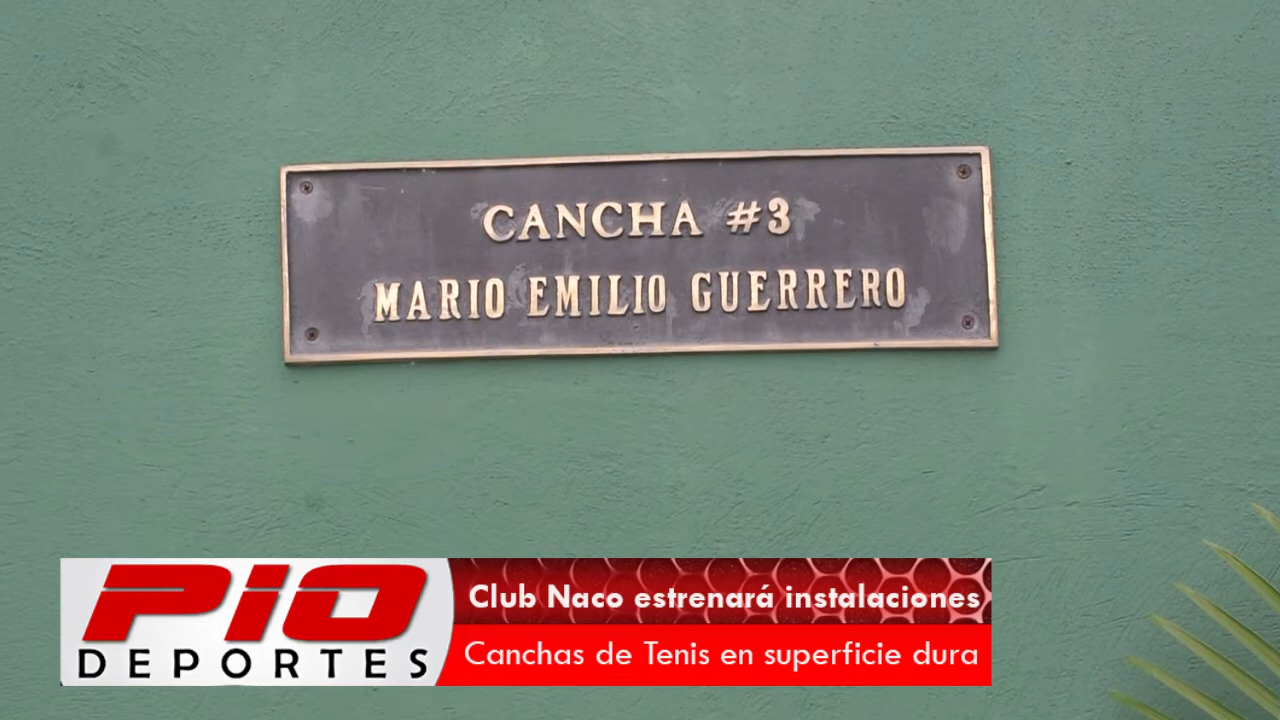 CANCHA #3
MARIO EMILIO GUERRERO
PIO
DEPORTES
Club Naco estrenará instalaciones
Canchas de Tenis en superficie dura